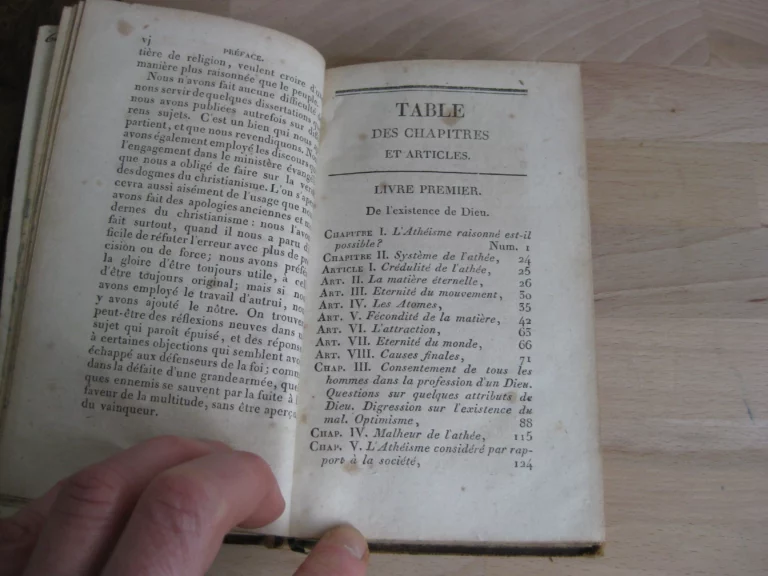 vj
PRÉFACE.
tière de religion, veulent croire d'u
manière plus raisonnée que le peuple.
Nous n'avons fait aucune difficulté
nous servir de quelques dissertations q
nous avons publiées autrefois sur di
rens sujets. C'est un bien qui nous
partient, et que nous revendiquons. No
avons également employé les discours q
l'engagement dans le ministère évangé
que nous a obligé de faire sur la vér
des dogmes du christianisme. L'on s'ape
cevra aussi aisément de l'usage que nou
avons fait des apologies anciennes et m
dernes du christianisme : nous l'avo
fait surtout, quand il nous a paru di
ficile de réfuter l'erreur avec plus de p
cision ou de force; nous avons préfé
la gloire d'être toujours utile, à cel
d'être toujours original; mais si no
avons employé le travail d'autrui, no
y avons ajouté le nôtre. On trouve
peut-être des réflexions neuves dans u
sujet qui paroît épuisé, et des répons
à certaines objections qui semblent avo
échappé aux défenseurs de la foi; comm
dans la défaite d'une grande armée, que
ques ennemis se sauvent par la fuite à l
faveur de la multitude, sans être aperçu
du vainqueur.
TABLE
DES CHAPITRES
ET ARTICLES.
LIVRE PREMIER.
De l'existence de Dieu.
CHAPITRE I. L'Athéisme raisonné est-il
possible? Num. 1
CHAPITRE II. Système de l'athée, 24
ARTICLE I. Crédulité de l'athée, 25
ART. II. La matière éternelle, 26
ART. III. Eternité du mouvement, 30
ART. IV. Les Atomes, 35
ART. V. Fécondité de la matière, 42
ART. VI. L'attraction, 63
ART. VII. Eternité du monde, 66
ART. VIII. Causes finales, 71
CHAP. III. Consentement de tous les
hommes dans la profession d'un Dieu.
Questions sur quelques attributs de
Dieu. Digression sur l'existence du
mal. Optimisme, 88
CHAP. IV. Malheur de l'athée, 115
CHAP. V. L'Athéisme considéré par rap-
port à la société, 124